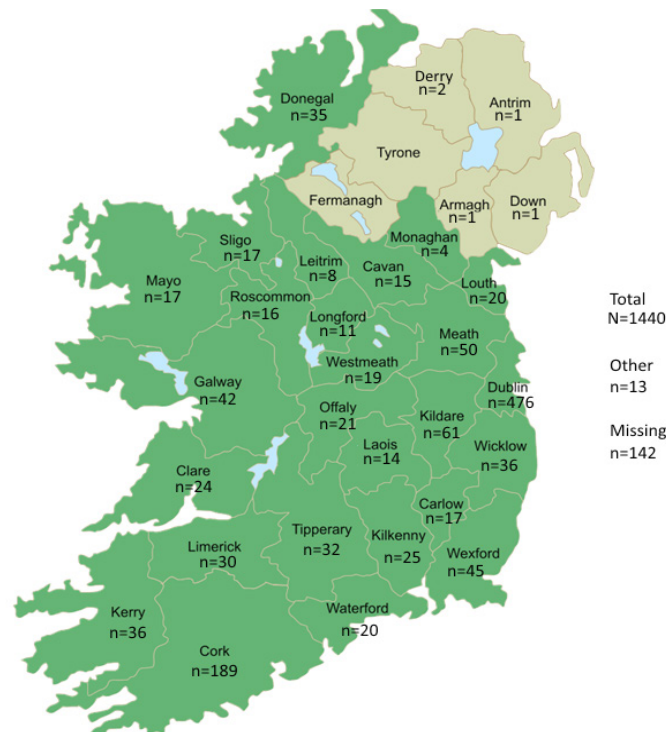 Derry
n=2
Antrim
n=1
Donegal
n=35
Tyrone
Fermanagh
Armagh
n=1
Down
n=1
Monaghan
n=4
Sligo
n=17
Leitrim
n=8
Cavan
n=15
Louth
n=20
Mayo
n=17
Roscommon
n=16
Longford
n=11
Meath
n=50
Westmeath
n=19
Galway
n=42
Dublin
n=476
Offaly
n=21
Kildare
n=61
Laois
n=14
Wicklow
n=36
Clare
n=24
Carlow
n=17
Tipperary
n=32
Kilkenny
n=25
Limerick
n=30
Wexford
n=45
Kerry
n=36
Waterford
n=20
Cork
n=189
Total
N=1440
Other
n=13
Missing
n=142